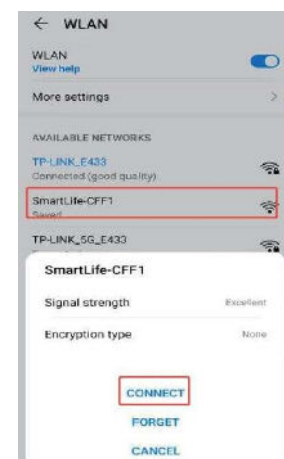 ← WLAN
WLAN
View help
More settings
AVAILABLE NETWORKS
TP-LINK_E433
Connected (good quality)
SmartLife-CFF1
Saved
TP-LINK_5G_E433
SmartLife-CFF1
Signal strength Excellent
Encryption type None
CONNECT
FORGET
CANCEL